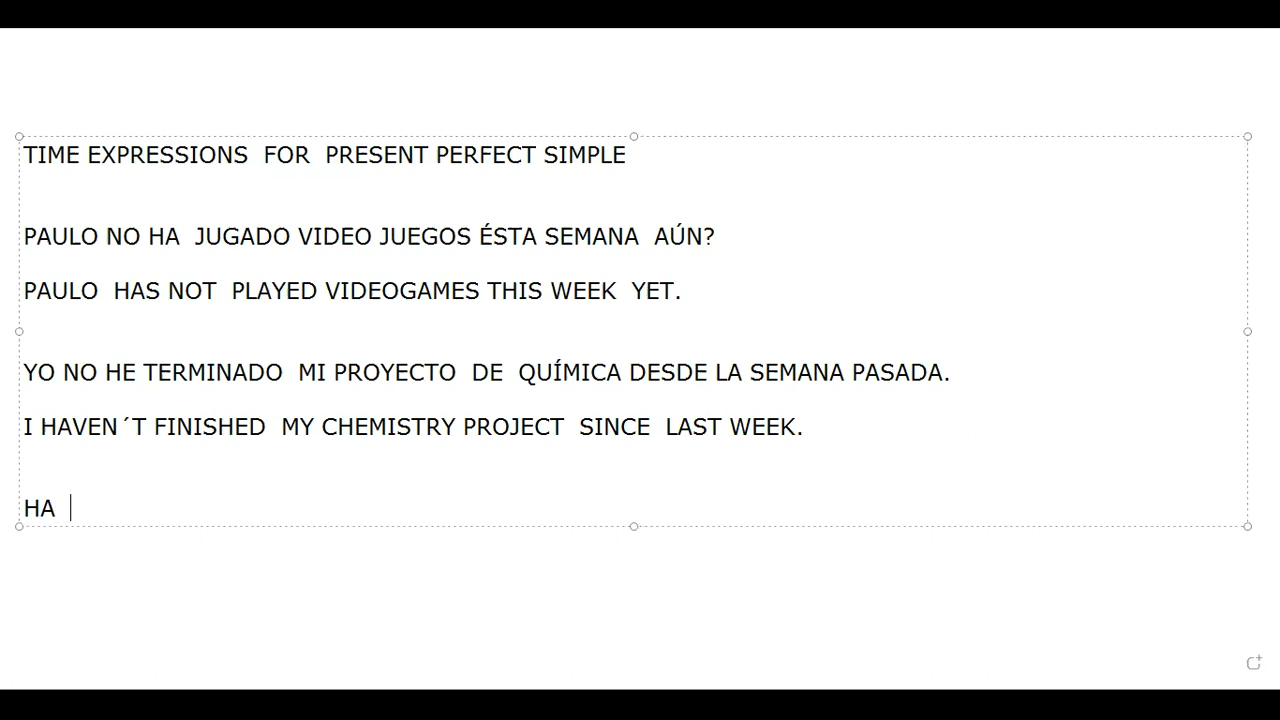 TIME EXPRESSIONS  FOR  PRESENT PERFECT SIMPLE
PAULO NO HA  JUGADO VIDEO JUEGOS ÉSTA SEMANA  AÚN?
PAULO  HAS NOT  PLAYED VIDEOGAMES THIS WEEK  YET.
YO NO HE TERMINADO  MI PROYECTO  DE  QUÍMICA DESDE LA SEMANA PASADA.
I HAVEN´T FINISHED  MY CHEMISTRY PROJECT  SINCE  LAST WEEK.
HA